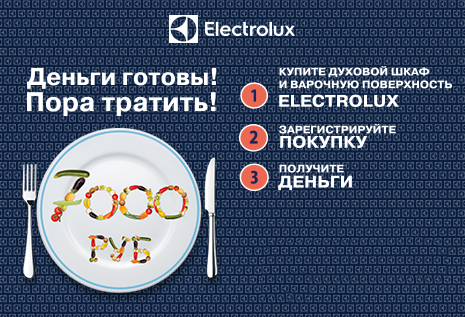 Electrolux
Деньги готовы!
Пора тратить!
7000
РУБ
1
КУПИТЕ ДУХОВОЙ ШКАФ
И ВАРОЧНУЮ ПОВЕРХНОСТЬ
ELECTROLUX
2
ЗАРЕГИСТРИРУЙТЕ
ПОКУПКУ
3
ПОЛУЧИТЕ
ДЕНЬГИ